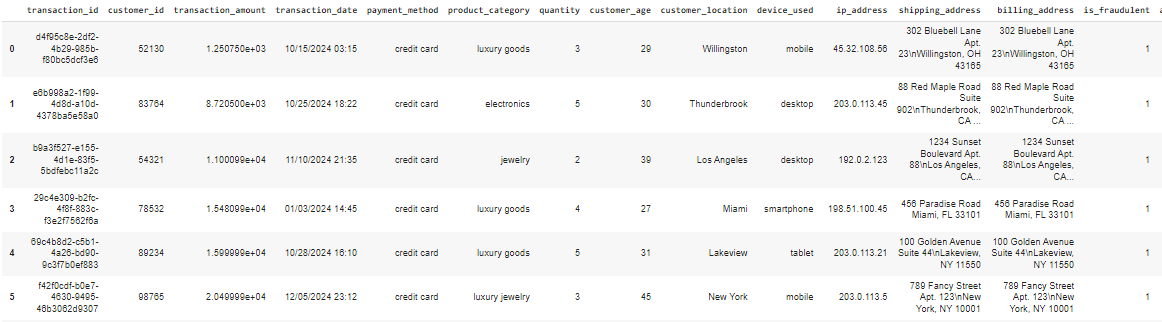 transaction_id customer_id transaction_amount transaction_date payment_method product_category quantity customer_age customer_location device_used ip_address shipping_address billing_address is_fraudulent
0 d4f95c8e-2df2-4b29-985b-f80bc5dcf3e6 52130 1.250750e+03 10/15/2024 03:15 credit card luxury goods 3 29 Willingston mobile 45.32.108.56 302 Bluebell Lane Apt. 23\nWillingston, OH 43165 302 Bluebell Lane Apt. 23\nWillingston, OH 43165 1
1 e6b998a2-1f99-4d8d-a10d-4378ba5e58a0 83764 8.720500e+03 10/25/2024 18:22 credit card electronics 5 30 Thunderbrook desktop 203.0.113.45 88 Red Maple Road Suite 902\nThunderbrook, CA ... 88 Red Maple Road Suite 902\nThunderbrook, CA ... 1
2 b9a3f527-e155-4d1e-83f5-5bdfebc11a2c 54321 1.100099e+04 11/10/2024 21:35 credit card jewelry 2 39 Los Angeles desktop 192.0.2.123 1234 Sunset Boulevard Apt. 88\nLos Angeles, CA... 1234 Sunset Boulevard Apt. 88\nLos Angeles, CA... 1
3 29c4e309-b2fc-4f8f-883c-f3e2f7562f6a 78532 1.548099e+04 01/03/2024 14:45 credit card luxury goods 4 27 Miami smartphone 198.51.100.45 456 Paradise Road Miami, FL 33101 456 Paradise Road Miami, FL 33101 1
4 69c4b8d2-c5b1-4a26-bd90-9c3f7b0ef883 89234 1.599999e+04 10/28/2024 16:10 credit card luxury goods 5 31 Lakeview tablet 203.0.113.21 100 Golden Avenue Suite 44\nLakeview, NY 11550 100 Golden Avenue Suite 44\nLakeview, NY 11550 1
5 f42f0cdf-b0e7-4630-9495-46b3062d9307 98765 2.049999e+04 12/05/2024 23:12 credit card luxury jewelry 3 45 New York mobile 203.0.113.5 789 Fancy Street Apt. 123\nNew York, NY 10001 789 Fancy Street Apt. 123\nNew York, NY 10001 1